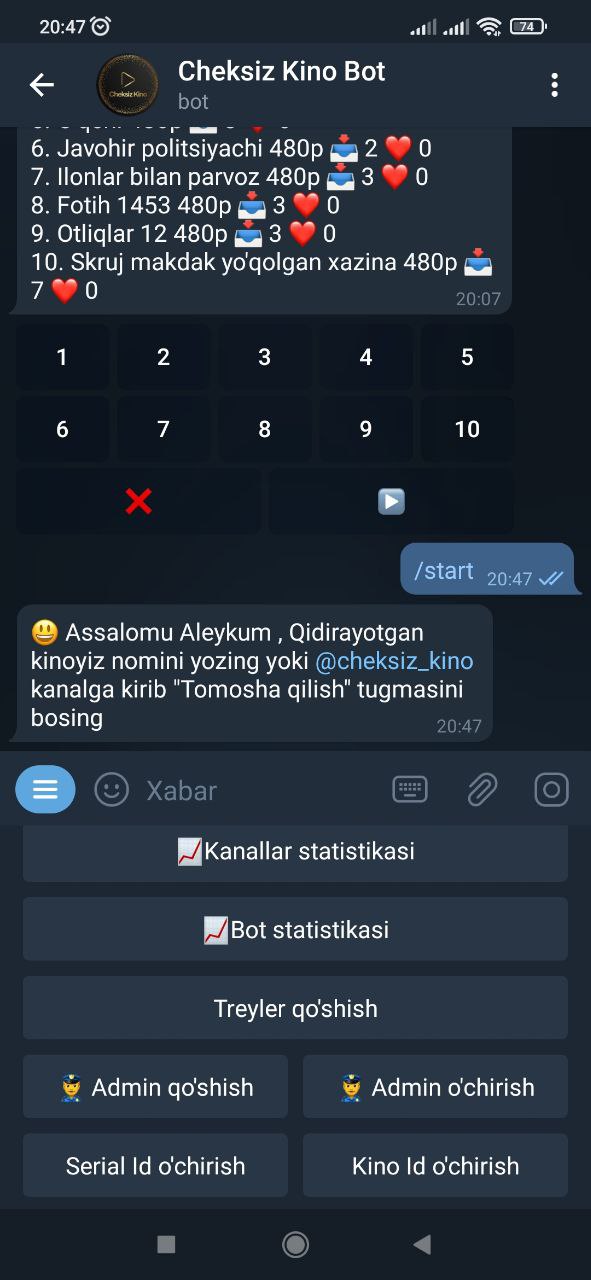 20:47
74
Cheksiz Kino Bot
bot
Cheksiz Kino
6. Javohir politsiyachi 480p 📥 2 ❤️ 0
7. Ilonlar bilan parvoz 480p 📥 3 ❤️ 0
8. Fotih 1453 480p 📥 3 ❤️ 0
9. Otliqlar 12 480p 📥 3 ❤️ 0
10. Skruj makdak yo'qolgan xazina 480p 📥
7 ❤️ 0
20:07
1 2 3 4 5
6 7 8 9 10
❌ ▶️
/start 20:47
😃 Assalomu Aleykum , Qidirayotgan
kinoyiz nomini yozing yoki @cheksiz_kino
kanalga kirib "Tomosha qilish" tugmasini
bosing
20:47
Xabar
📈Kanallar statistikasi
📈Bot statistikasi
Treyler qo'shish
👮 Admin qo'shish 👮 Admin o'chirish
Serial Id o'chirish Kino Id o'chirish